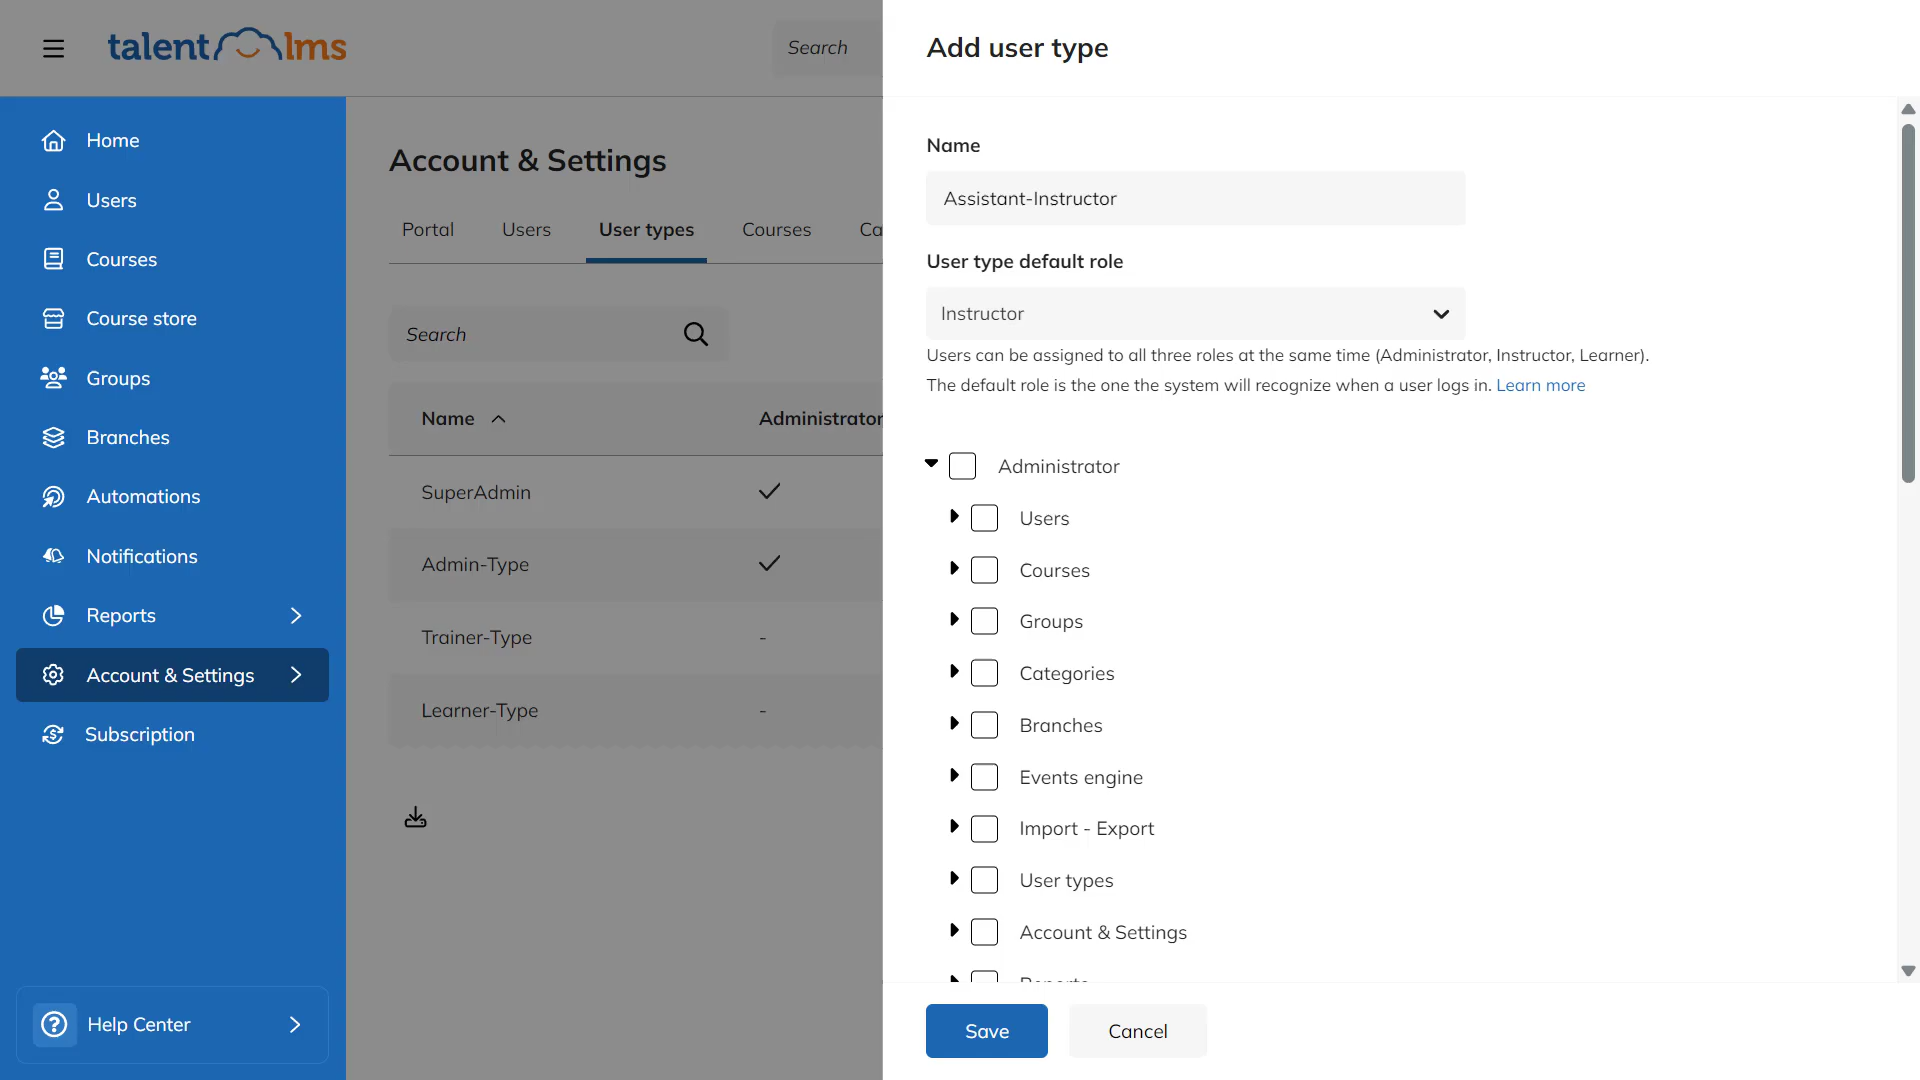 talentlms
Search
Add user type
Home
Users
Courses
Course store
Groups
Branches
Automations
Notifications
Reports
Account & Settings
Subscription
Help Center
Account & Settings
Portal
Users
User types
Courses
Ca
Search
Name
Administrator
SuperAdmin
Admin-Type
Trainer-Type
-
Learner-Type
-
Name
Assistant-Instructor
User type default role
Instructor
Users can be assigned to all three roles at the same time (Administrator, Instructor, Learner).
The default role is the one the system will recognize when a user logs in. Learn more
Administrator
Users
Courses
Groups
Categories
Branches
Events engine
Import - Export
User types
Account & Settings
Reports
Save
Cancel